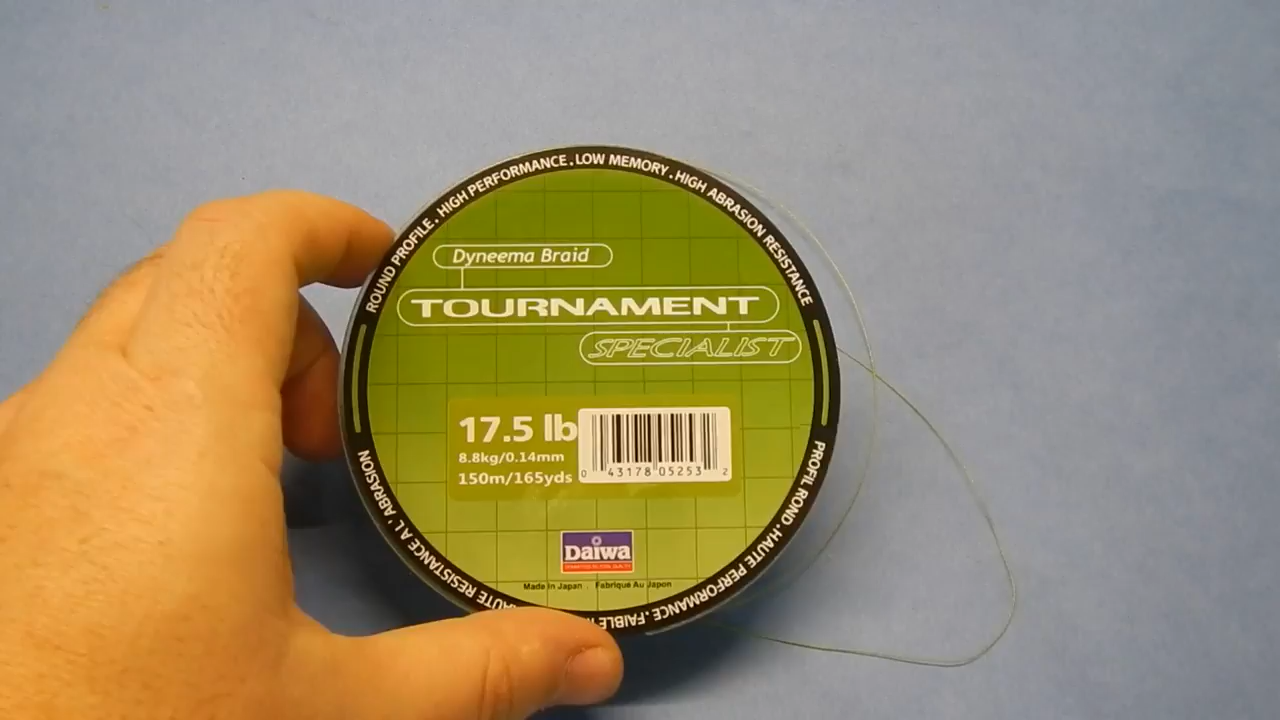 ROUND PROFILE. HIGH PERFORMANCE. LOW MEMORY. HIGH ABRASION RESISTANCE
Dyneema Braid
TOURNAMENT
SPECIALIST
17.5 lb
8.8kg/0.14mm
150m/165yds
0 43178 05253 2
Daiwa
Made in Japan . Fabrique Au Japon
PROFIL ROND. HAUTE PERFORMANCE. FAIBLE
HAUTE RESISTANCE A L' ABRASION